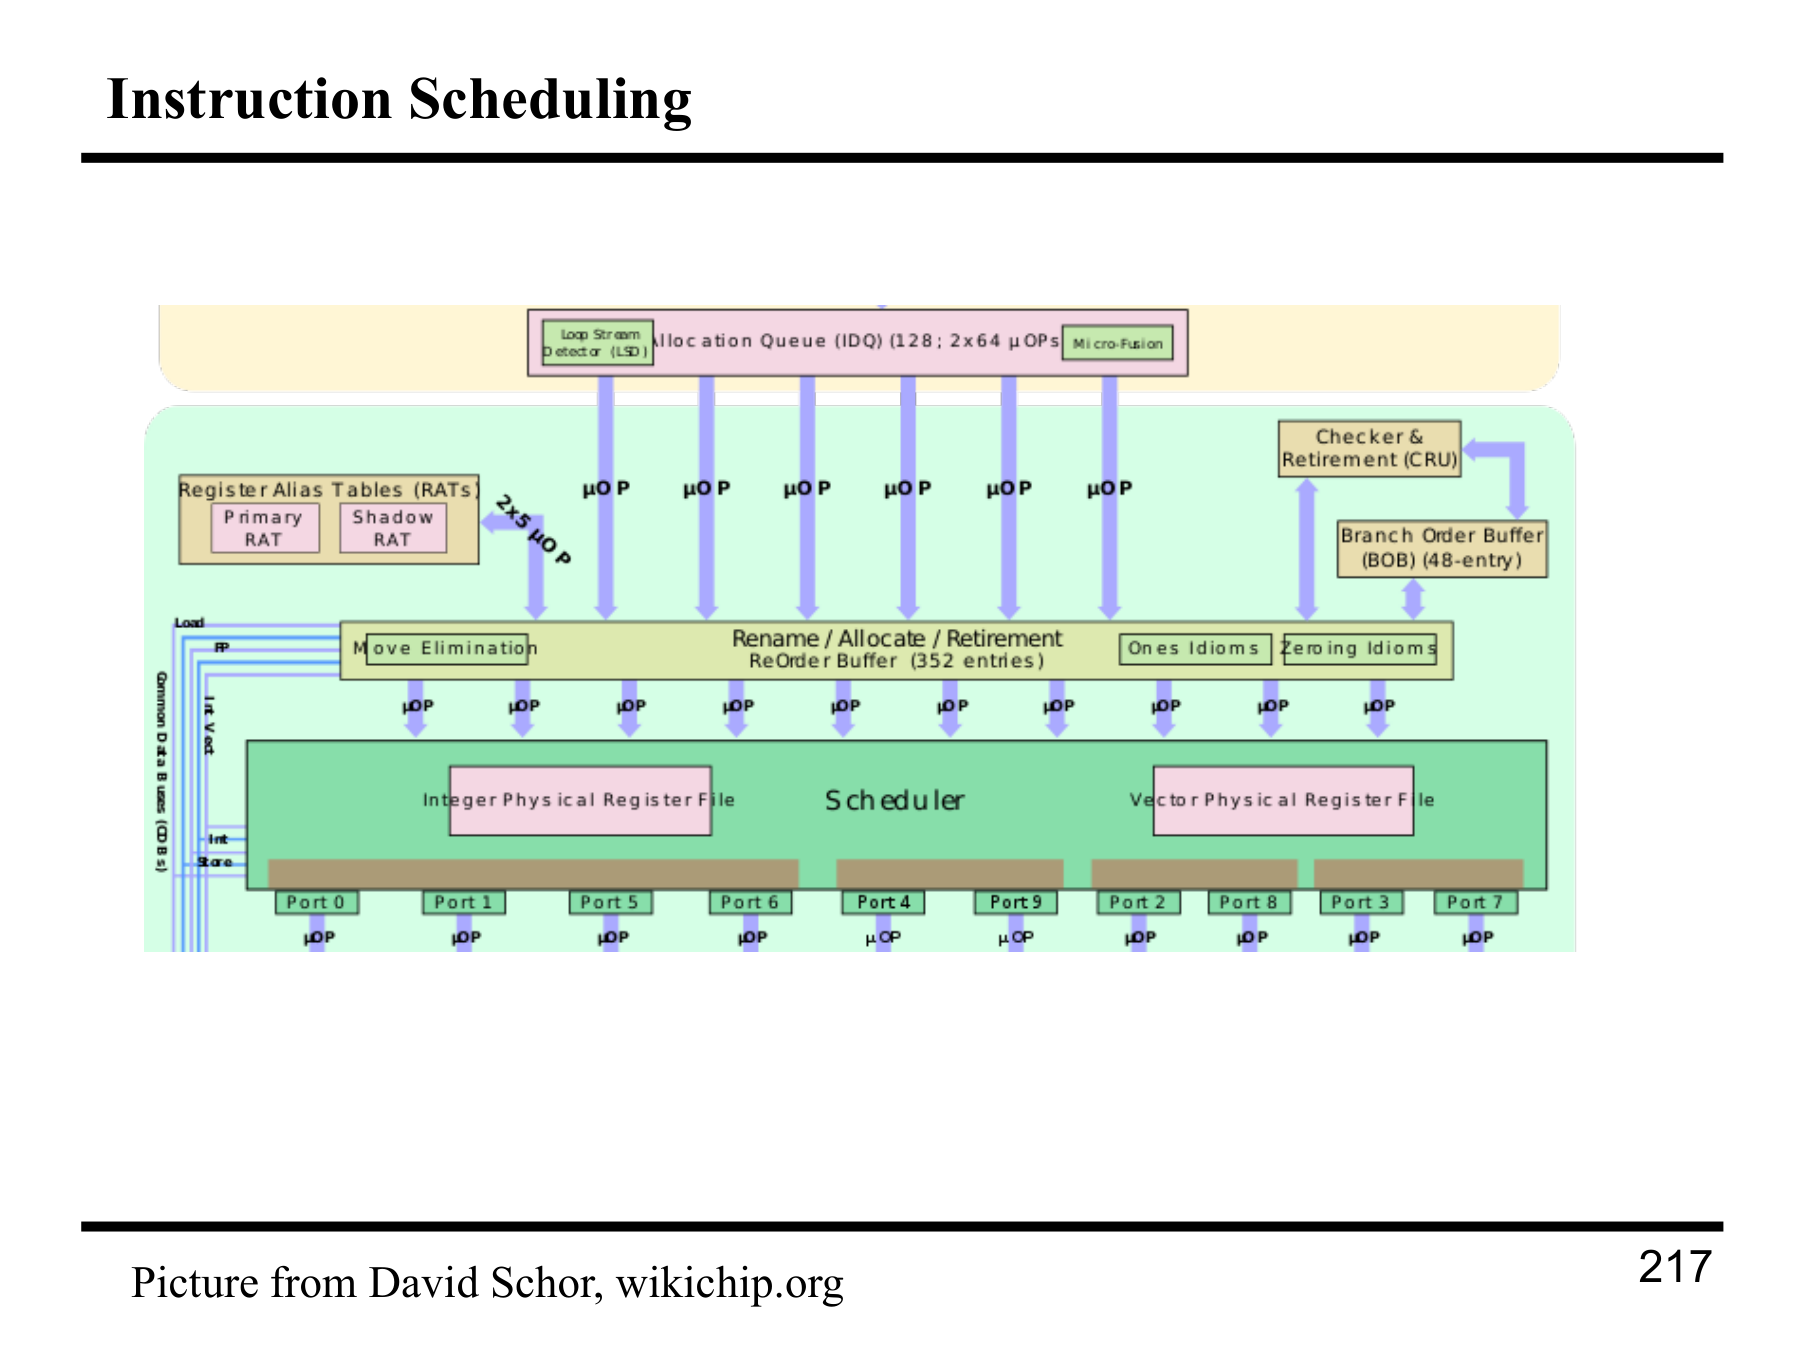 Instruction Scheduling
Loop Stream
Detector (LSD)
Allocation Queue (IDQ) (128; 2x64 µOPs
Micro-Fusion
Checker &
Retirement (CRU)
Register Alias Tables (RATs)
Primary
RAT
Shadow
RAT
2x5 µOP
µOP µOP µOP µOP µOP µOP
Branch Order Buffer
(BOB) (48-entry)
Load
FP
Move Elimination
Rename / Allocate / Retirement
ReOrder Buffer (352 entries)
Ones Idioms
Zeroing Idioms
Common Data Buses (CDBs)
Int Vect
µOP µOP µOP µOP µOP µOP µOP µOP µOP µOP
Integer Physical Register File
Scheduler
Vector Physical Register File
Int
Store
Port 0 Port 1 Port 5 Port 6 Port 4 Port 9 Port 2 Port 8 Port 3 Port 7
µOP µOP µOP µOP µOP µOP µOP µOP µOP µOP
Picture from David Schor, wikichip.org
217